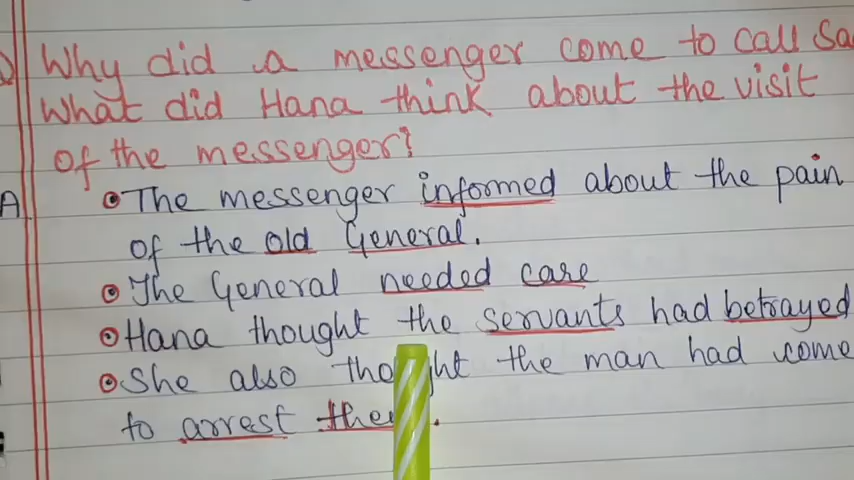 Why did a messenger come to call Sa
What did Hana think about the visit
of the messenger?
A. The messenger informed about the pain
of the old General.
The General needed care
Hana thought the servants had betrayed
She also thought the man had come
to arrest them.